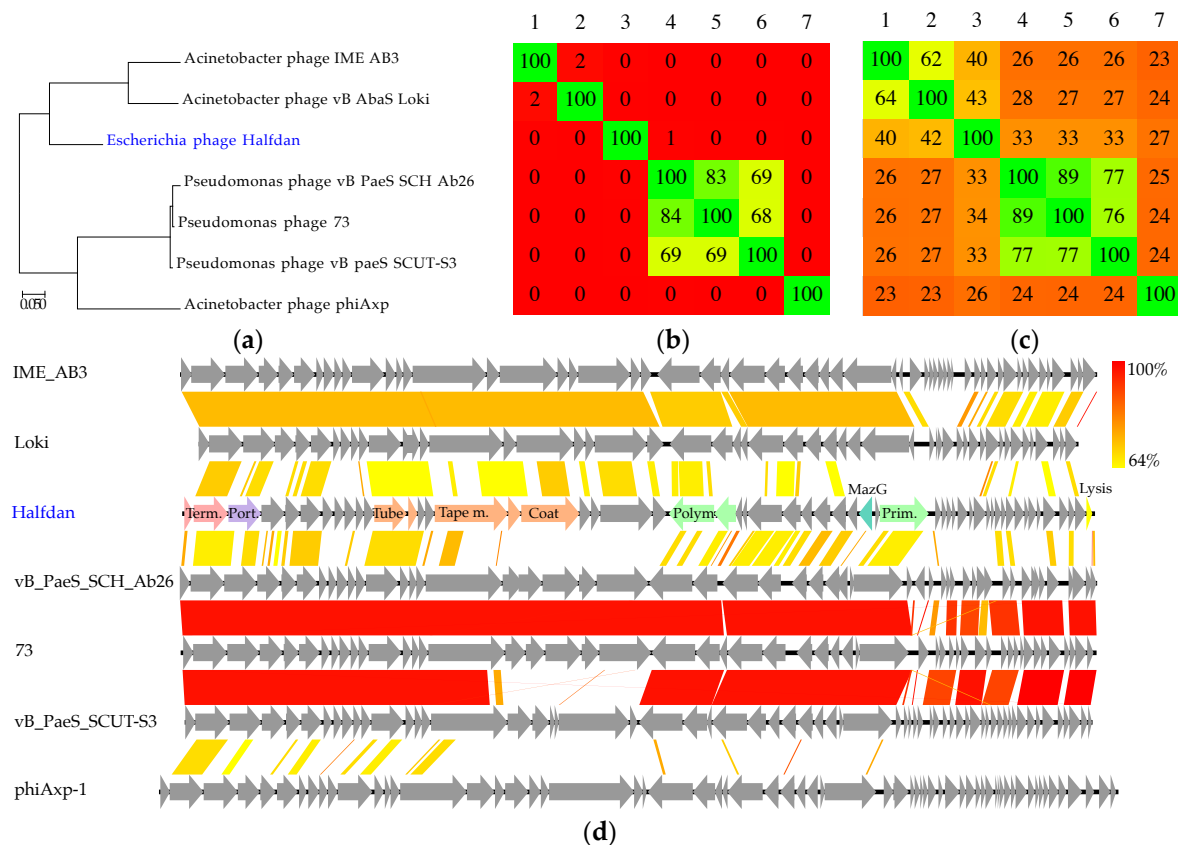 1 2 3 4 5 6 7
1 2 3 4 5 6 7
Acinetobacter phage IME AB3
Acinetobacter phage vB AbaS Loki
Escherichia phage Halfdan
Pseudomonas phage vB PaeS SCH Ab26
Pseudomonas phage 73
Pseudomonas phage vB paeS SCUT-S3
Acinetobacter phage phiAxp
(a)
100 2 0 0 0 0 0
2 100 0 0 0 0 0
0 0 100 1 0 0 0
0 0 0 100 83 69 0
0 0 0 84 100 68 0
0 0 0 69 69 100 0
0 0 0 0 0 0 100
(b)
100 62 40 26 26 26 23
64 100 43 28 27 27 24
40 42 100 33 33 33 27
26 27 33 100 89 77 25
26 27 34 89 100 76 24
26 27 33 77 77 100 24
23 23 26 24 24 24 100
(c)
IME_AB3
100%
Loki
64%
MazG
Lysis
Halfdan
Term. Port. Tube Tape m. Coat Polym. Prim.
vB_PaeS_SCH_Ab26
73
vB_PaeS_SCUT-S3
phiAxp-1
(d)